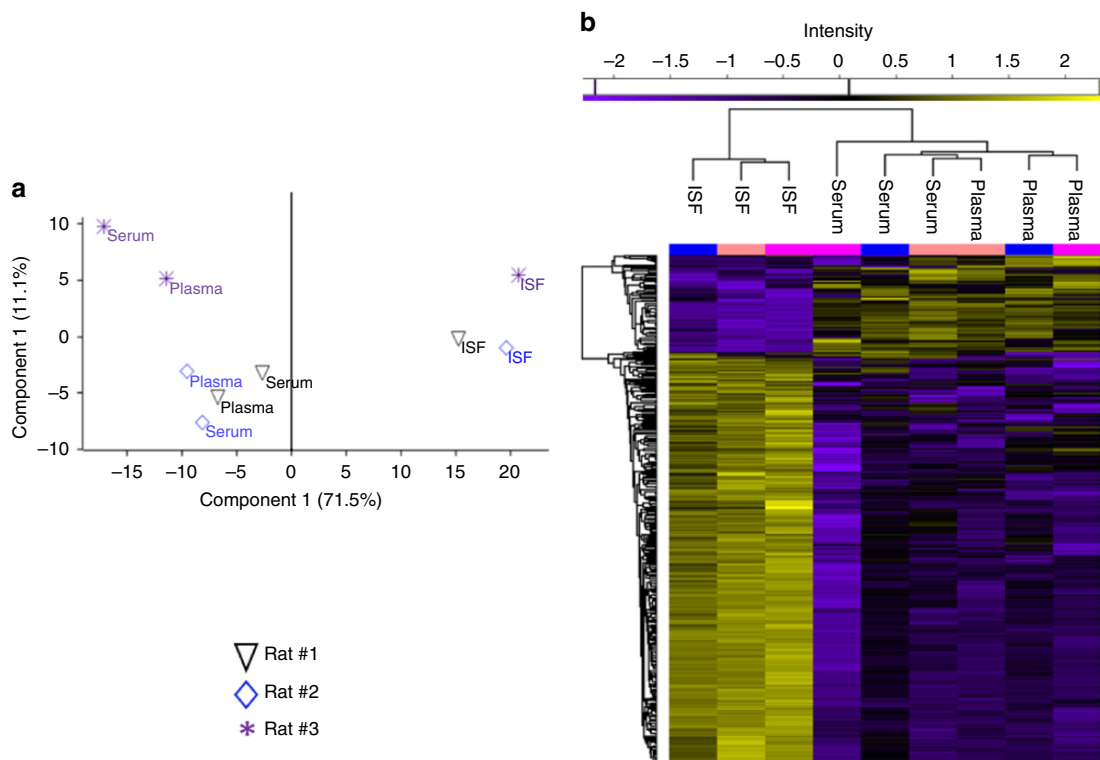 a
Component 1 (11.1%)
10
5
0
−5
−10
Serum
Plasma
ISF
ISF
ISF
Plasma
Serum
Plasma
Serum
−15
−10
−5
0
5
10
15
20
Component 1 (71.5%)
Rat #1
Rat #2
Rat #3
b
Intensity
−2 −1.5 −1 −0.5 0 0.5 1 1.5 2
ISF
ISF
ISF
Serum
Serum
Serum
Plasma
Plasma
Plasma